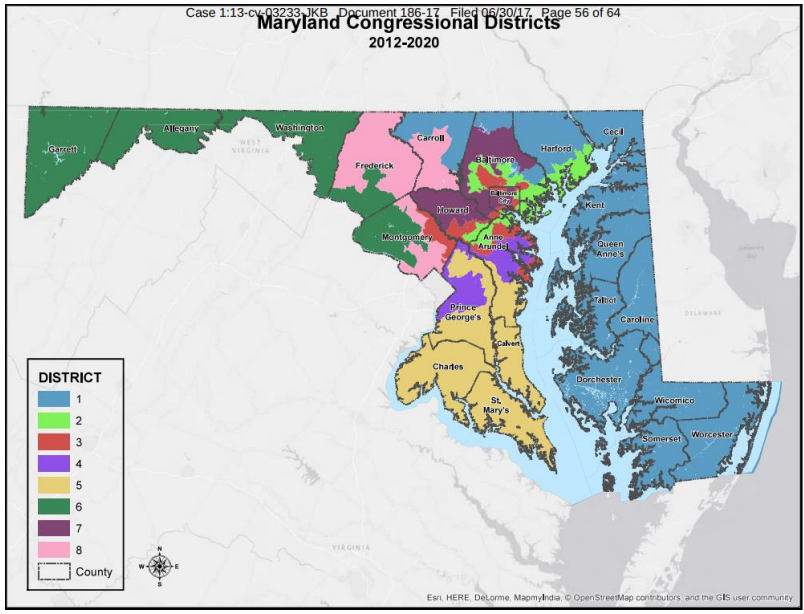 Case 1:13-cv-03233-JKB Document 186-17 Filed 06/30/17 Page 56 of 64
Maryland Congressional Districts
2012-2020
Garrett
Allegany
Washington
Frederick
Carroll
Baltimore
Harford
Cecil
WEST
VIRGINIA
Baltimore
City
Howard
Kent
Montgomery
Anne
Arundel
Queen
Anne's
Prince
George's
Talbot
Caroline
DELAWARE
Calvert
Charles
St.
Mary's
Dorchester
Wicomico
Somerset
Worcester
VIRGINIA
DISTRICT
1
2
3
4
5
6
7
8
County
N
W
E
S
Esri, HERE, DeLorme, MapmyIndia, © OpenStreetMap contributors, and the GIS user community